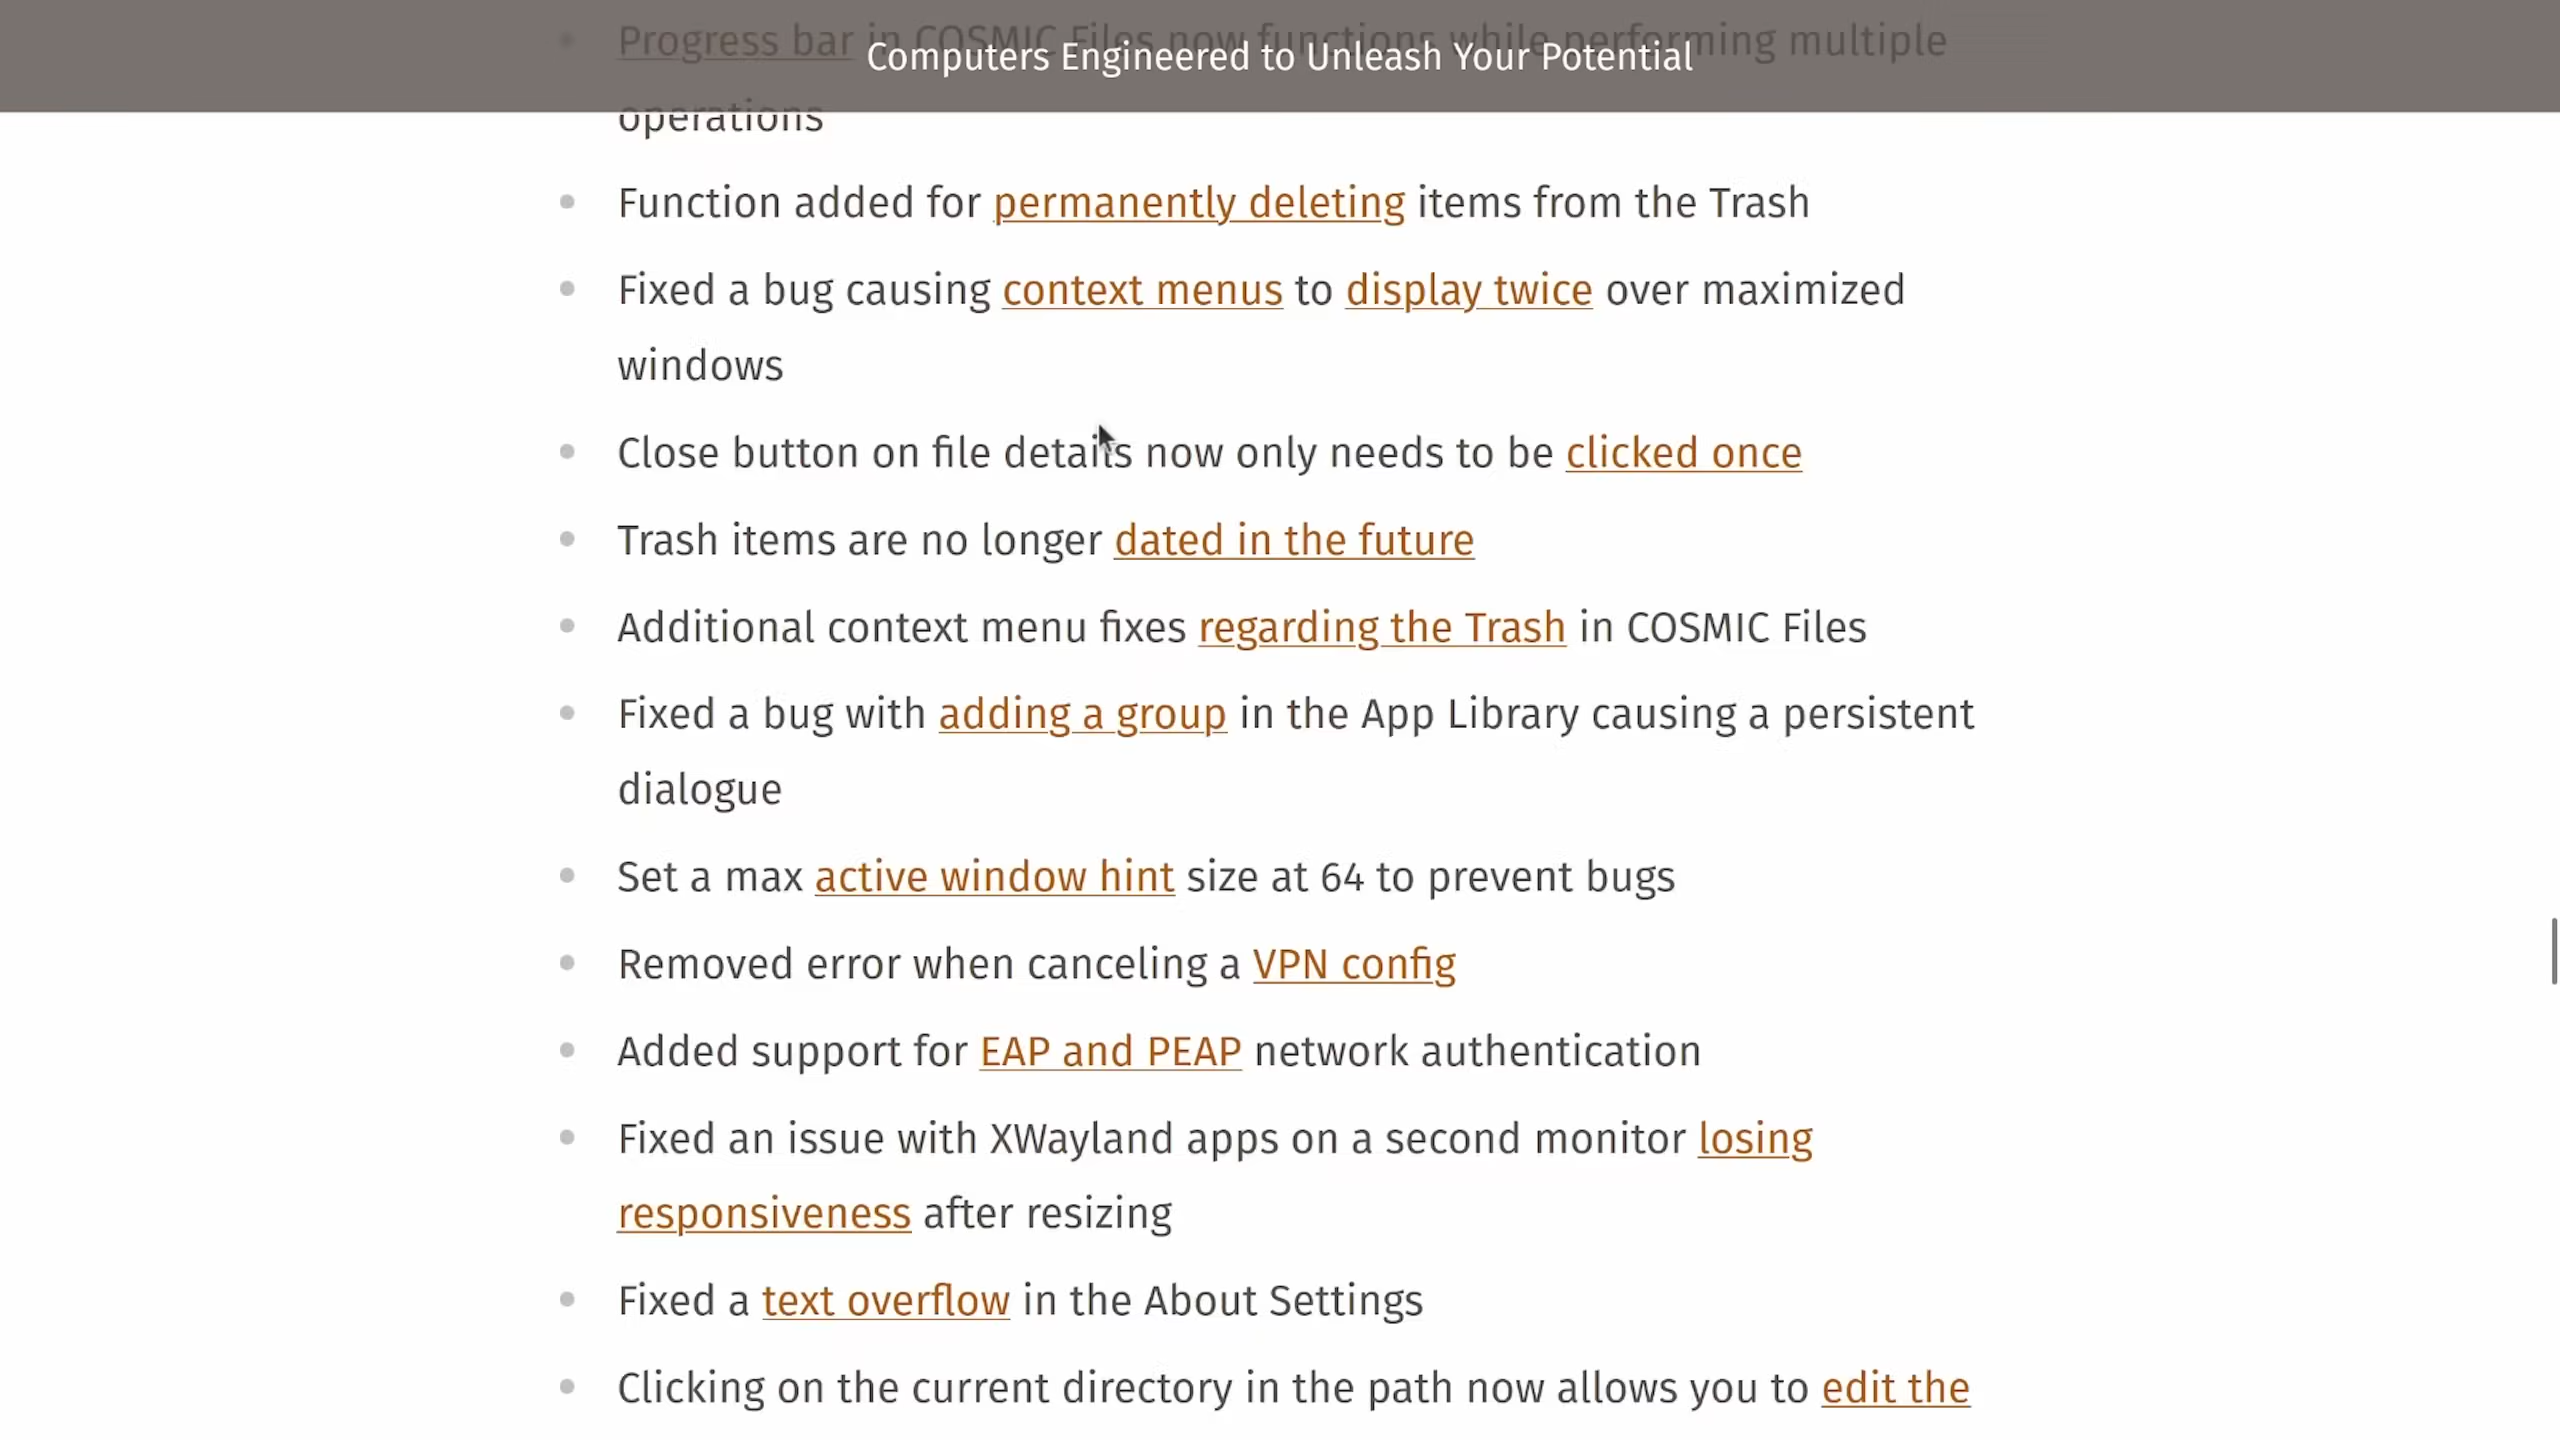 Progress bar in COSMIC Files now functions while performing multiple
Computers Engineered to Unleash Your Potential
operations
Function added for permanently deleting items from the Trash
Fixed a bug causing context menus to display twice over maximized
windows
Close button on file details now only needs to be clicked once
Trash items are no longer dated in the future
Additional context menu fixes regarding the Trash in COSMIC Files
Fixed a bug with adding a group in the App Library causing a persistent
dialogue
Set a max active window hint size at 64 to prevent bugs
Removed error when canceling a VPN config
Added support for EAP and PEAP network authentication
Fixed an issue with XWayland apps on a second monitor losing
responsiveness after resizing
Fixed a text overflow in the About Settings
Clicking on the current directory in the path now allows you to edit the